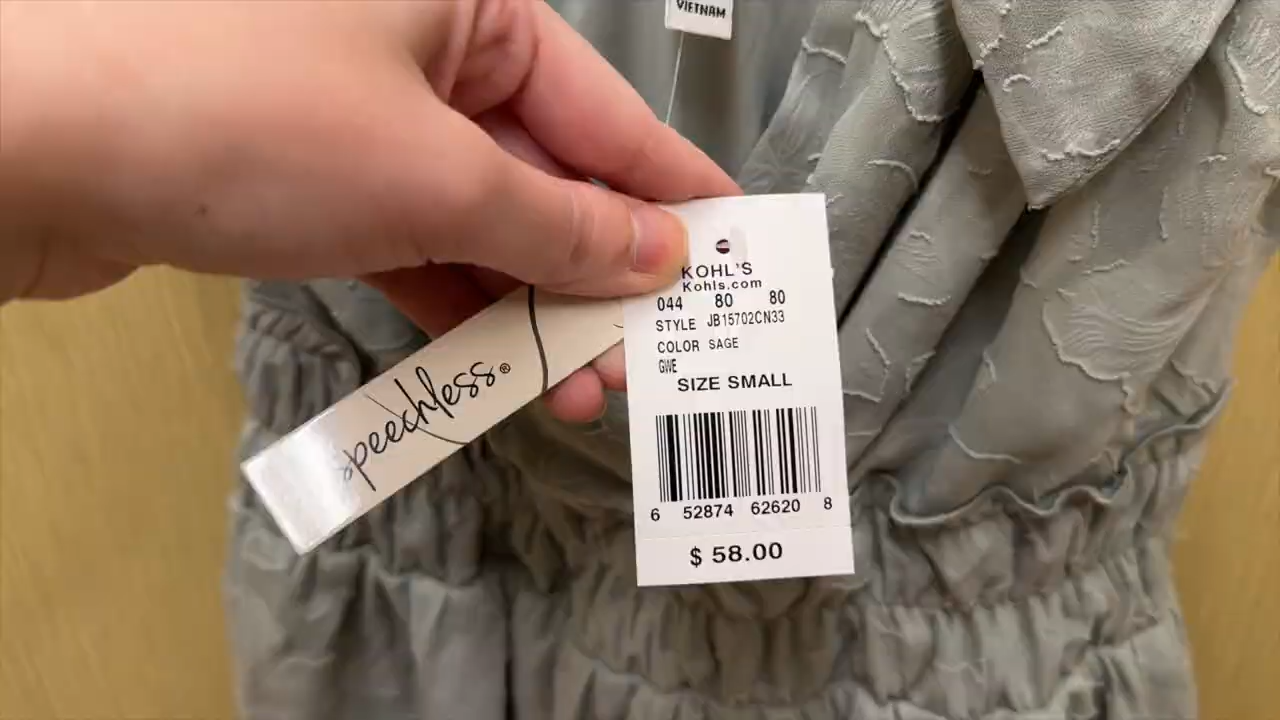 VIETNAM
KOHL'S
Kohls.com
044 80 80
STYLE JB15702CN33
COLOR SAGE
GWE
SIZE SMALL
6 52874 62620 8
$ 58.00
speechless®